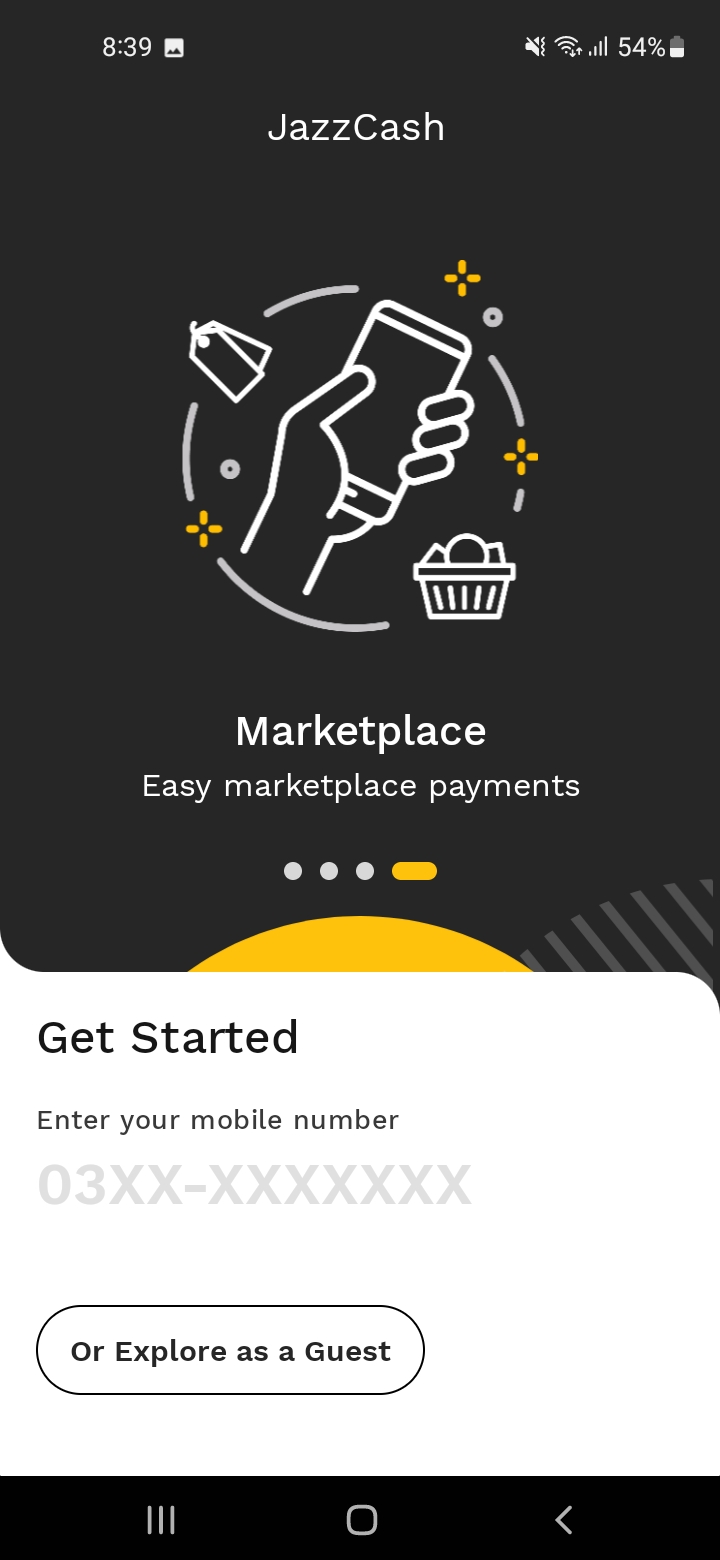 8:39 54%
JazzCash
Marketplace
Easy marketplace payments
Get Started
Enter your mobile number
03XX-XXXXXXX
Or Explore as a Guest